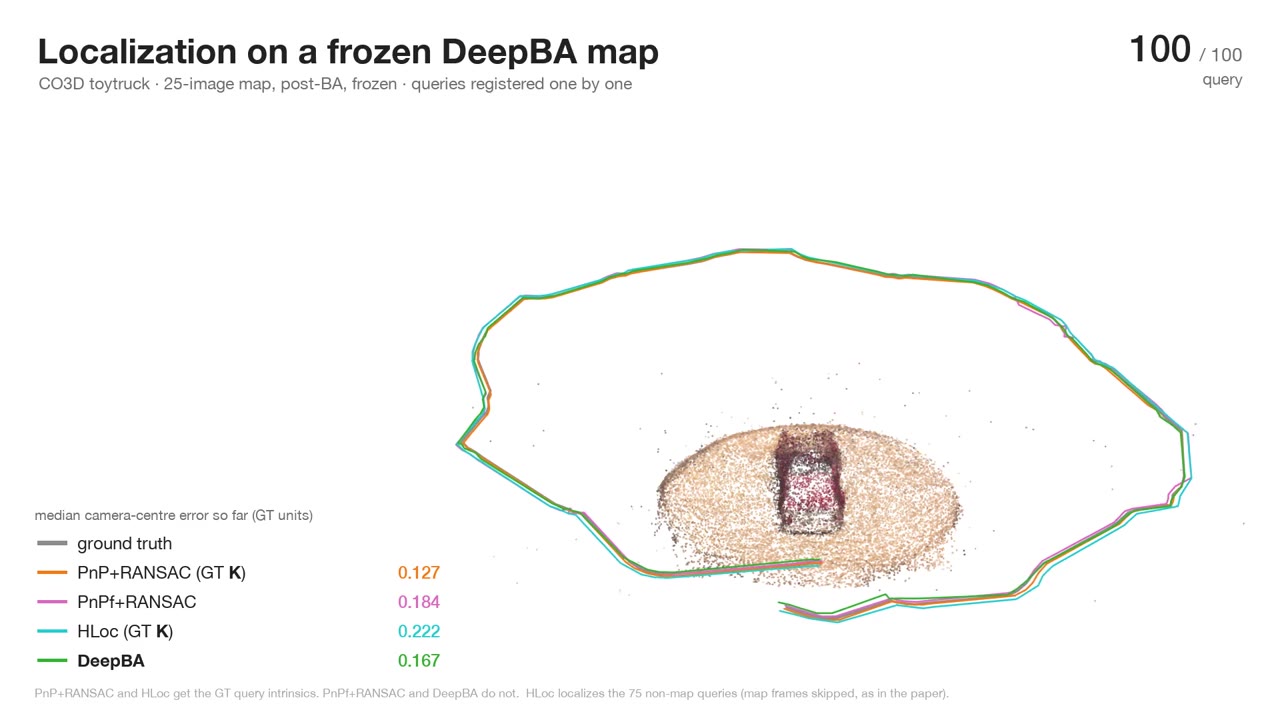 Localization on a frozen DeepBA map
CO3D toytruck · 25-image map, post-BA, frozen · queries registered one by one
100 / 100
query
median camera-centre error so far (GT units)
ground truth
PnP+RANSAC (GT K) 0.127
PnPf+RANSAC 0.184
HLoc (GT K) 0.222
DeepBA 0.167
PnP+RANSAC and HLoc get the GT query intrinsics. PnPf+RANSAC and DeepBA do not. HLoc localizes the 75 non-map queries (map frames skipped, as in the paper).